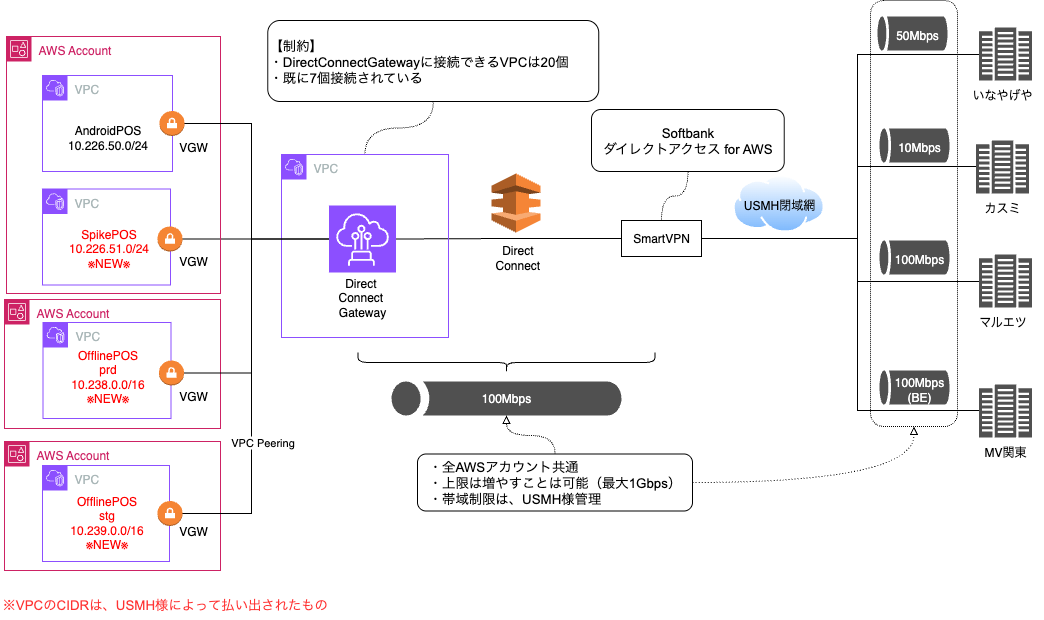 AWS Account
VPC
AndroidPOS
10.226.50.0/24
VGW
VPC
SpikePOS
10.226.51.0/24
※NEW※
VGW
AWS Account
VPC
OfflinePOS
prd
10.238.0.0/16
※NEW※
VGW
AWS Account
VPC
OfflinePOS
stg
10.239.0.0/16
※NEW※
VGW
VPC Peering
【制約】
・DirectConnectGatewayに接続できるVPCは20個
・既に7個接続されている
VPC
Direct
Connect
Gateway
Direct
Connect
Softbank
ダイレクトアクセス for AWS
SmartVPN
USMH閉域網
100Mbps
・全AWSアカウント共通
・上限は増やすことは可能（最大1Gbps）
・帯域制限は、USMH様管理
50Mbps
いなやげや
10Mbps
カスミ
100Mbps
マルエツ
100Mbps
(BE)
MV関東
※VPCのCIDRは、USMH様によって払い出されたもの